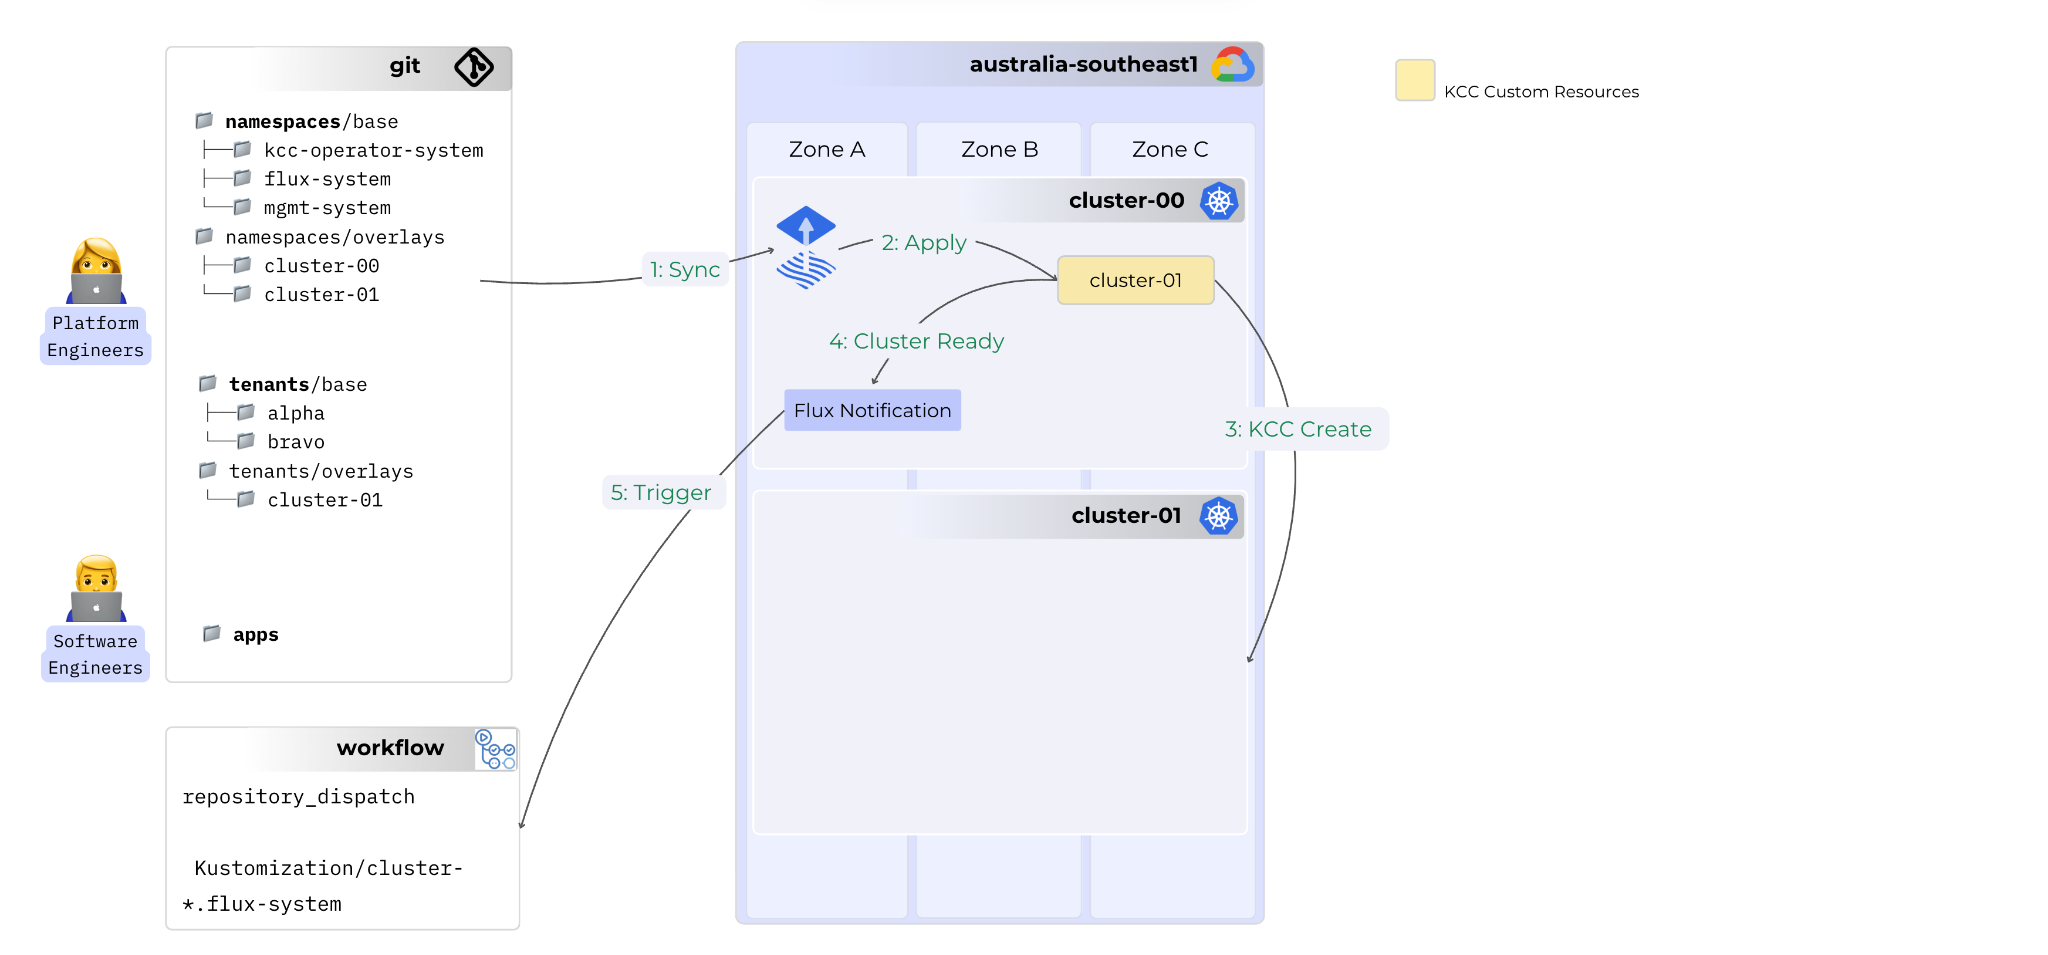 git
namespaces/base
kcc-operator-system
flux-system
mgmt-system
namespaces/overlays
cluster-00
cluster-01
tenants/base
alpha
bravo
tenants/overlays
cluster-01
apps
Platform
Engineers
Software
Engineers
workflow
repository_dispatch
Kustomization/cluster-
*.flux-system
australia-southeast1
Zone A
Zone B
Zone C
cluster-00
1: Sync
2: Apply
cluster-01
4: Cluster Ready
Flux Notification
3: KCC Create
5: Trigger
cluster-01
KCC Custom Resources